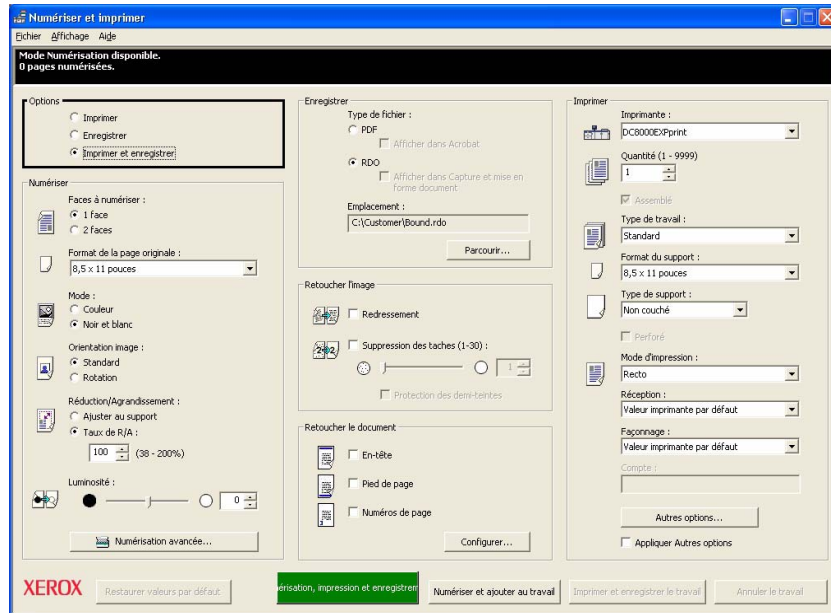 Numériser et imprimer
Fichier Affichage Aide
Mode Numérisation disponible.
0 pages numérisées.
Options
Imprimer
Enregistrer
Imprimer et enregistrer
Numériser
Faces à numériser :
1 face
2 faces
Format de la page originale :
8,5 x 11 pouces
Mode :
Couleur
Noir et blanc
Orientation image :
Standard
Rotation
Réduction/Agrandissement :
Ajuster au support
Taux de R/A :
100 (38 - 200%)
Luminosité :
0
Numérisation avancée...
Enregistrer
Type de fichier :
PDF
Afficher dans Acrobat
RDO
Afficher dans Capture et mise en
forme document
Emplacement :
C:\Customer\Bound.rdo
Parcourir...
Retoucher l'image
Redressement
Suppression des taches (1-30) :
1
Protection des demi-teintes
Retoucher le document
En-tête
Pied de page
Numéros de page
Configurer...
Imprimer
Imprimante :
DC8000EXPprint
Quantité (1 - 9999)
1
Assemblé
Type de travail :
Standard
Format du support :
8,5 x 11 pouces
Type de support :
Non couché
Perforé
Mode d'impression :
Recto
Réception :
Valeur imprimante par défaut
Façonnage :
Valeur imprimante par défaut
Compte :
Autres options...
Appliquer Autres options
XEROX
Restaurer valeurs par défaut
érisation, impression et enregistrem
Numériser et ajouter au travail
Imprimer et enregistrer le travail
Annuler le travail